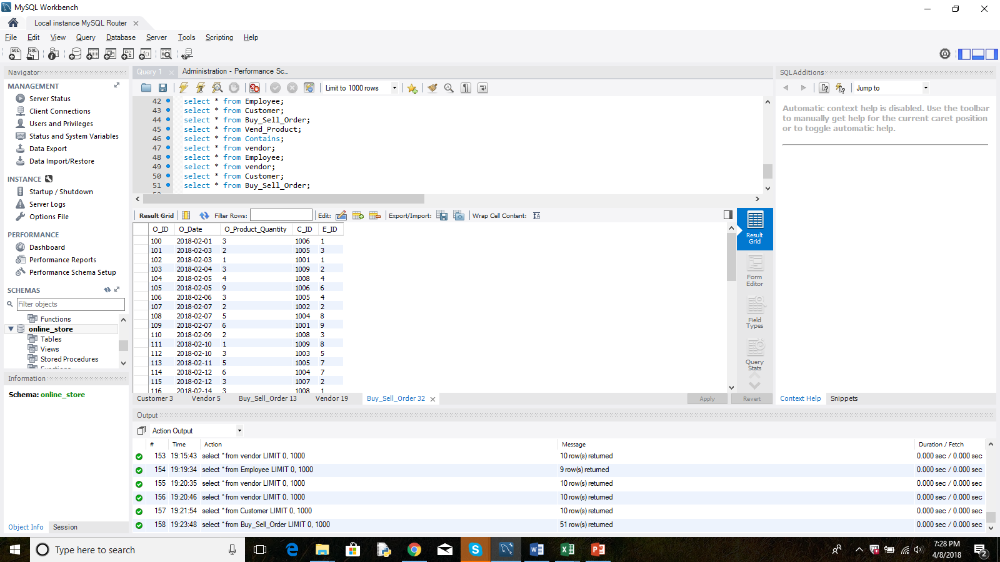 MySQL Workbench
Local instance MySQL Router
File Edit View Query Database Server Tools Scripting Help
Navigator
MANAGEMENT
Server Status
Client Connections
Users and Privileges
Status and System Variables
Data Export
Data Import/Restore
INSTANCE
Startup / Shutdown
Server Logs
Options File
PERFORMANCE
Dashboard
Performance Reports
Performance Schema Setup
SCHEMAS
Filter objects
Functions
online_store
Tables
Views
Stored Procedures
Functions
Information
Schema: online_store
Object Info Session
Query 1 Administration - Performance Sc...
Limit to 1000 rows
42 select * from Employee;
43 select * from Customer;
44 select * from Buy_Sell_Order;
45 select * from Vend_Product;
46 select * from Contains;
47 select * from vendor;
48 select * from Employee;
49 select * from vendor;
50 select * from Customer;
51 select * from Buy_Sell_Order;
Result Grid Filter Rows: Edit: Export/Import: Wrap Cell Content:
O_ID O_Date O_Product_Quantity C_ID E_ID
100 2018-02-01 3 1006 1
101 2018-02-03 2 1005 3
102 2018-02-03 1 1001 1
103 2018-02-04 3 1009 2
104 2018-02-05 4 1008 4
105 2018-02-05 9 1006 6
106 2018-02-06 3 1005 4
107 2018-02-07 2 1002 2
108 2018-02-07 5 1004 8
109 2018-02-07 6 1001 9
110 2018-02-09 2 1008 3
111 2018-02-10 1 1009 8
112 2018-02-10 3 1003 5
113 2018-02-11 5 1005 7
114 2018-02-12 6 1004 7
115 2018-02-12 3 1007 2
116 2018-02-14 3 1008 1
Result
Grid
Form
Editor
Field
Types
Query
Stats
Customer 3 Vendor 5 Buy_Sell_Order 13 Vendor 19 Buy_Sell_Order 32
Apply Revert
SQLAdditions
Jump to
Automatic context help is disabled. Use the toolbar
to manually get help for the current caret position
or to toggle automatic help.
Context Help Snippets
Output
Action Output
# Time Action Message Duration / Fetch
153 19:15:43 select * from vendor LIMIT 0, 1000 10 row(s) returned 0.000 sec / 0.000 sec
154 19:19:34 select * from Employee LIMIT 0, 1000 9 row(s) returned 0.000 sec / 0.000 sec
155 19:20:35 select * from vendor LIMIT 0, 1000 10 row(s) returned 0.000 sec / 0.000 sec
156 19:20:46 select * from vendor LIMIT 0, 1000 10 row(s) returned 0.000 sec / 0.000 sec
157 19:21:54 select * from Customer LIMIT 0, 1000 10 row(s) returned 0.000 sec / 0.000 sec
158 19:23:48 select * from Buy_Sell_Order LIMIT 0, 1000 51 row(s) returned 0.000 sec / 0.000 sec
Type here to search
7:28 PM
4/8/2018
2